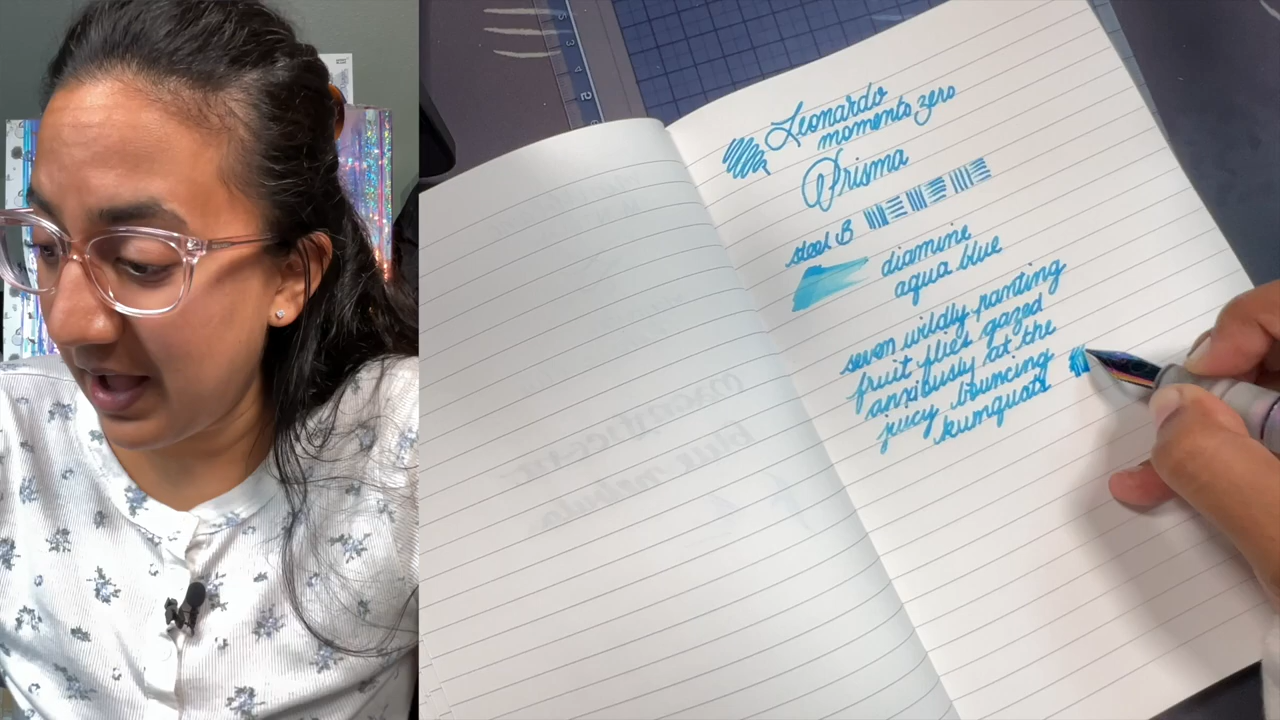 Leonardo
momento zero
Prisma
steel B
diamine
aqua blue
seven wildly panting
fruit flies gazed
anxiously at the
juicy bouncing
kumquats